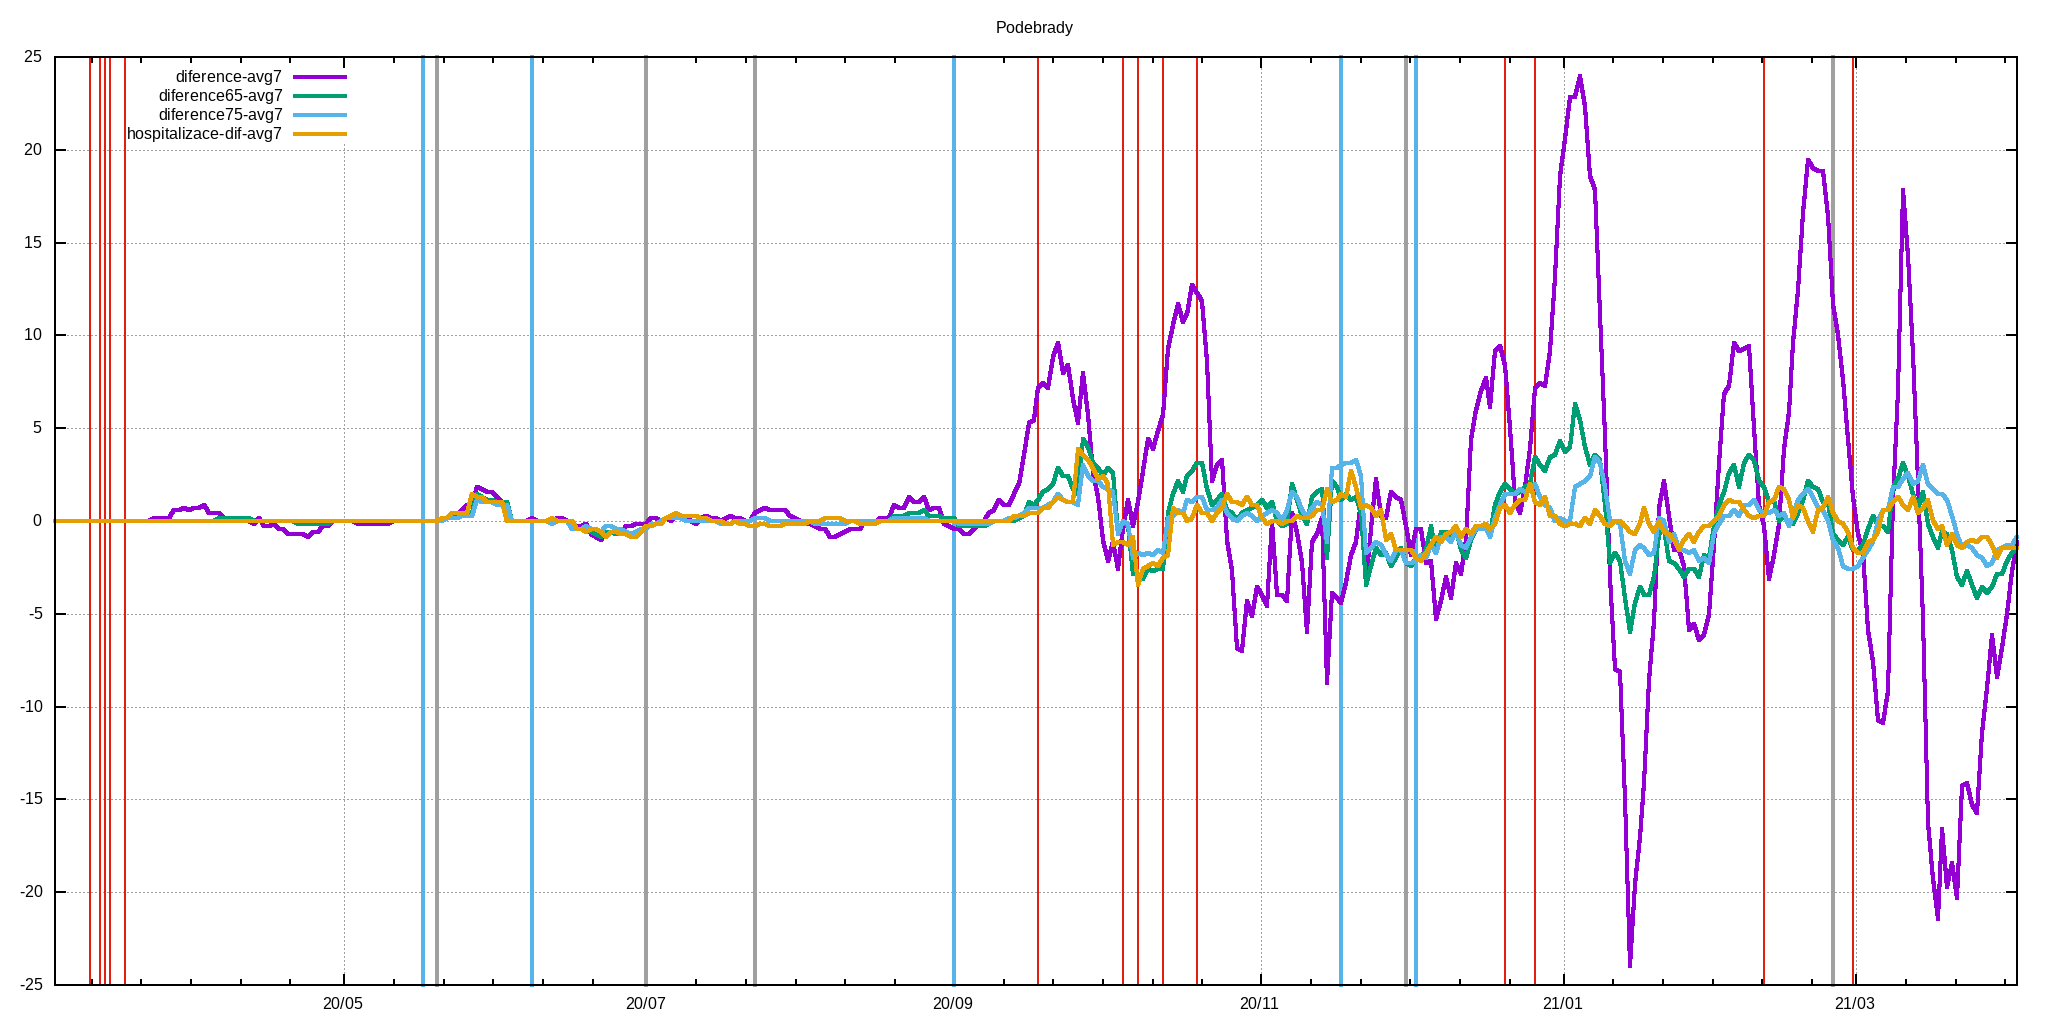 Podebrady
diference-avg7
diference65-avg7
diference75-avg7
hospitalizace-dif-avg7
25
20
15
10
5
0
-5
-10
-15
-20
-25
20/05 20/07 20/09 20/11 21/01 21/03